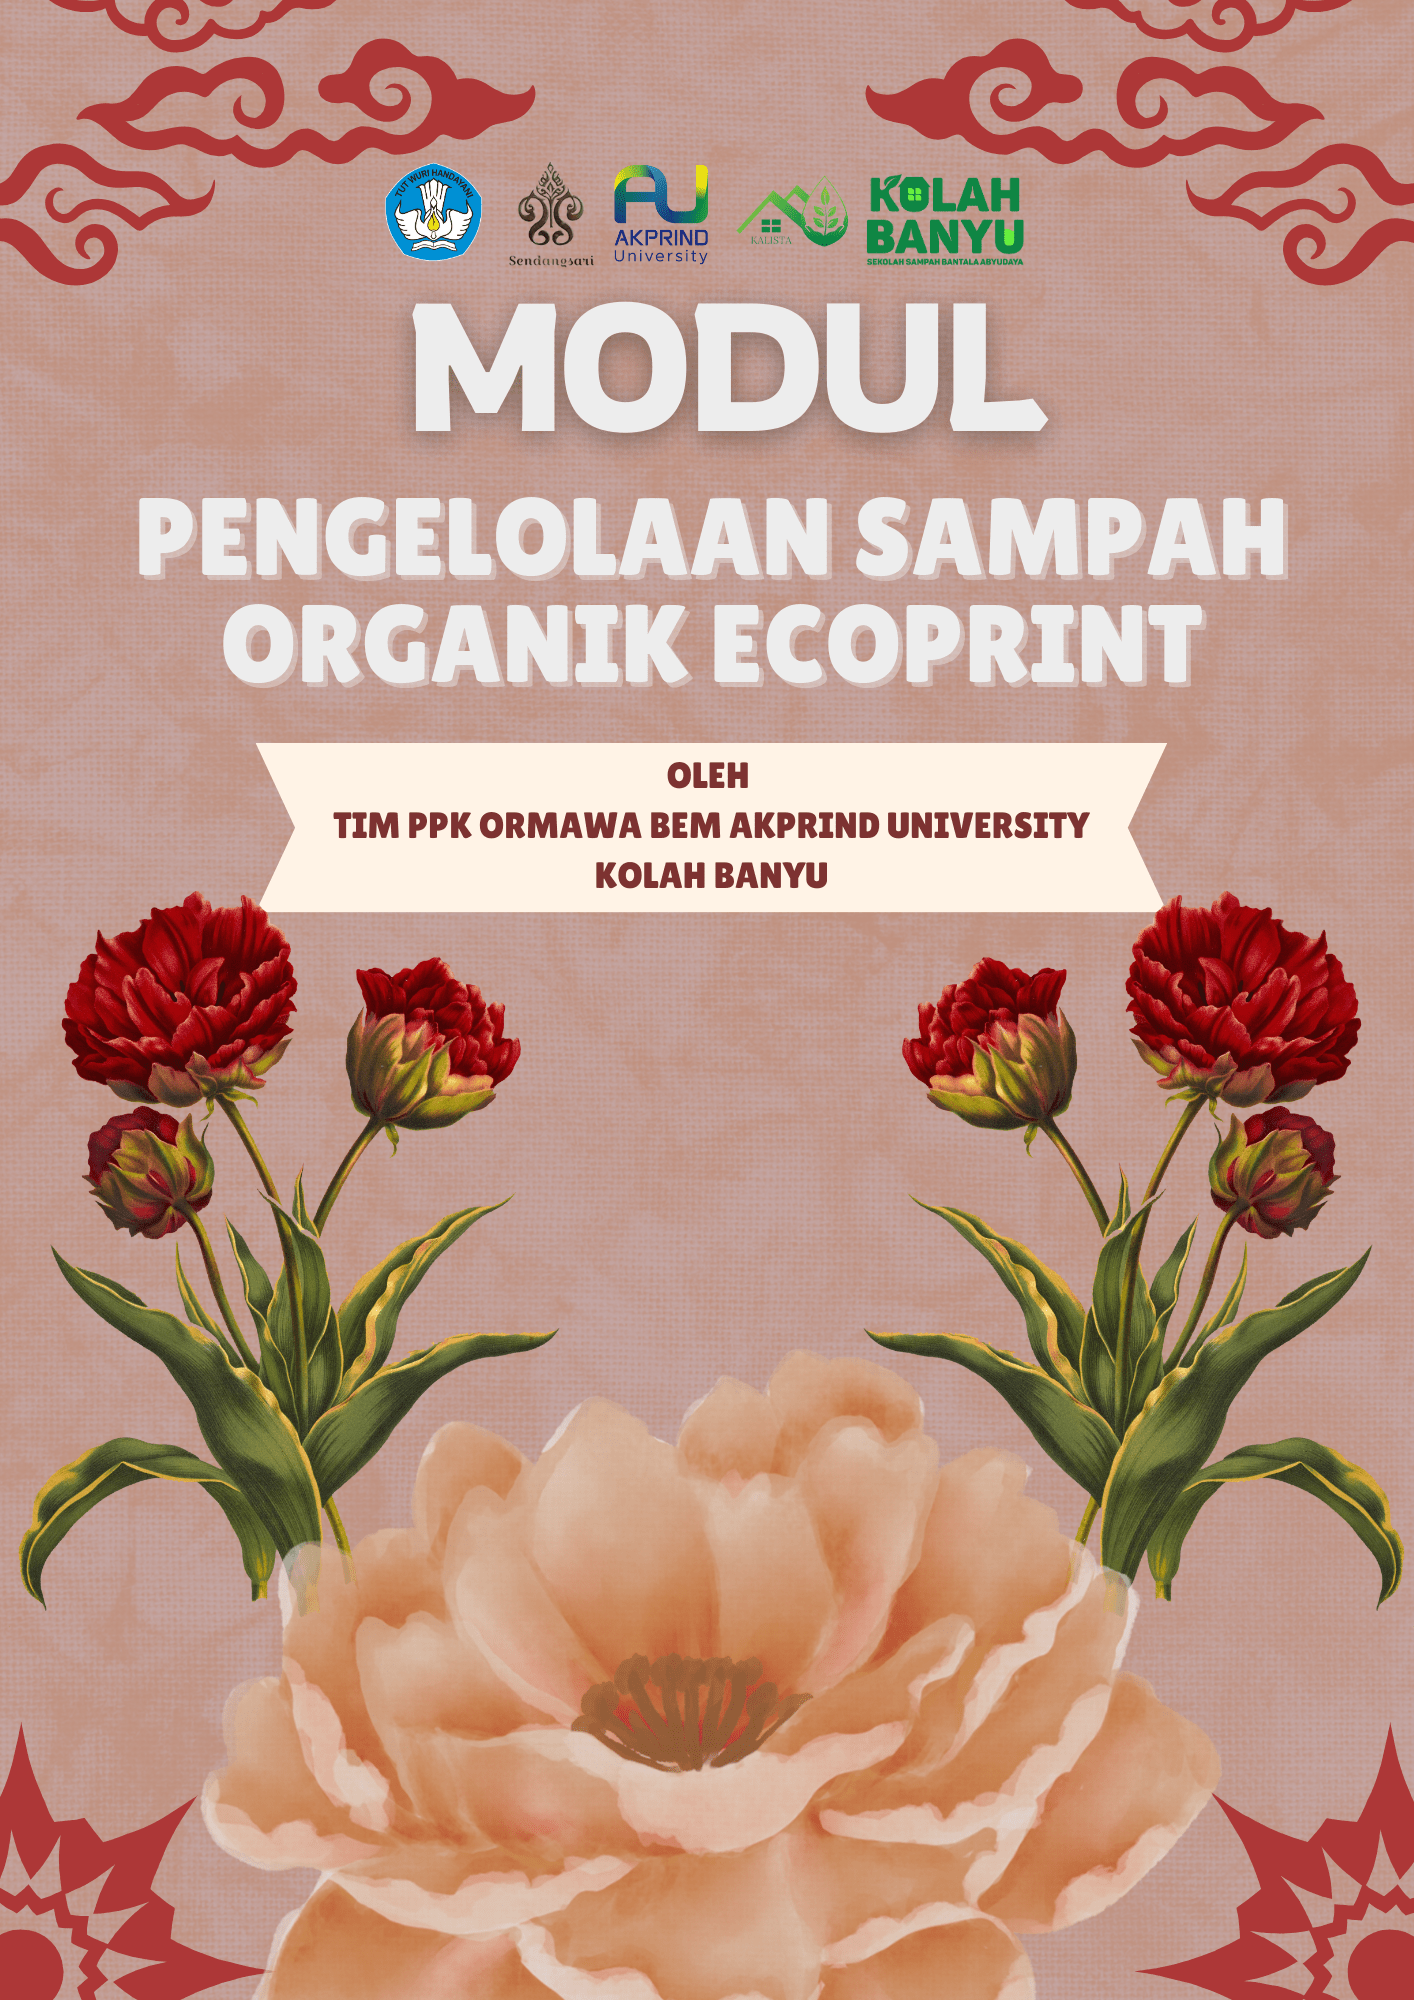 TUT WURI HANDAYANI
Sendangsari
AKPRIND
University
KALISTA
KOLAH
BANYU
SEKOLAH SAMPAH BANTALA ABYUDAYA
MODUL
PENGELOLAAN SAMPAH
ORGANIK ECOPRINT
OLEH
TIM PPK ORMAWA BEM AKPRIND UNIVERSITY
KOLAH BANYU